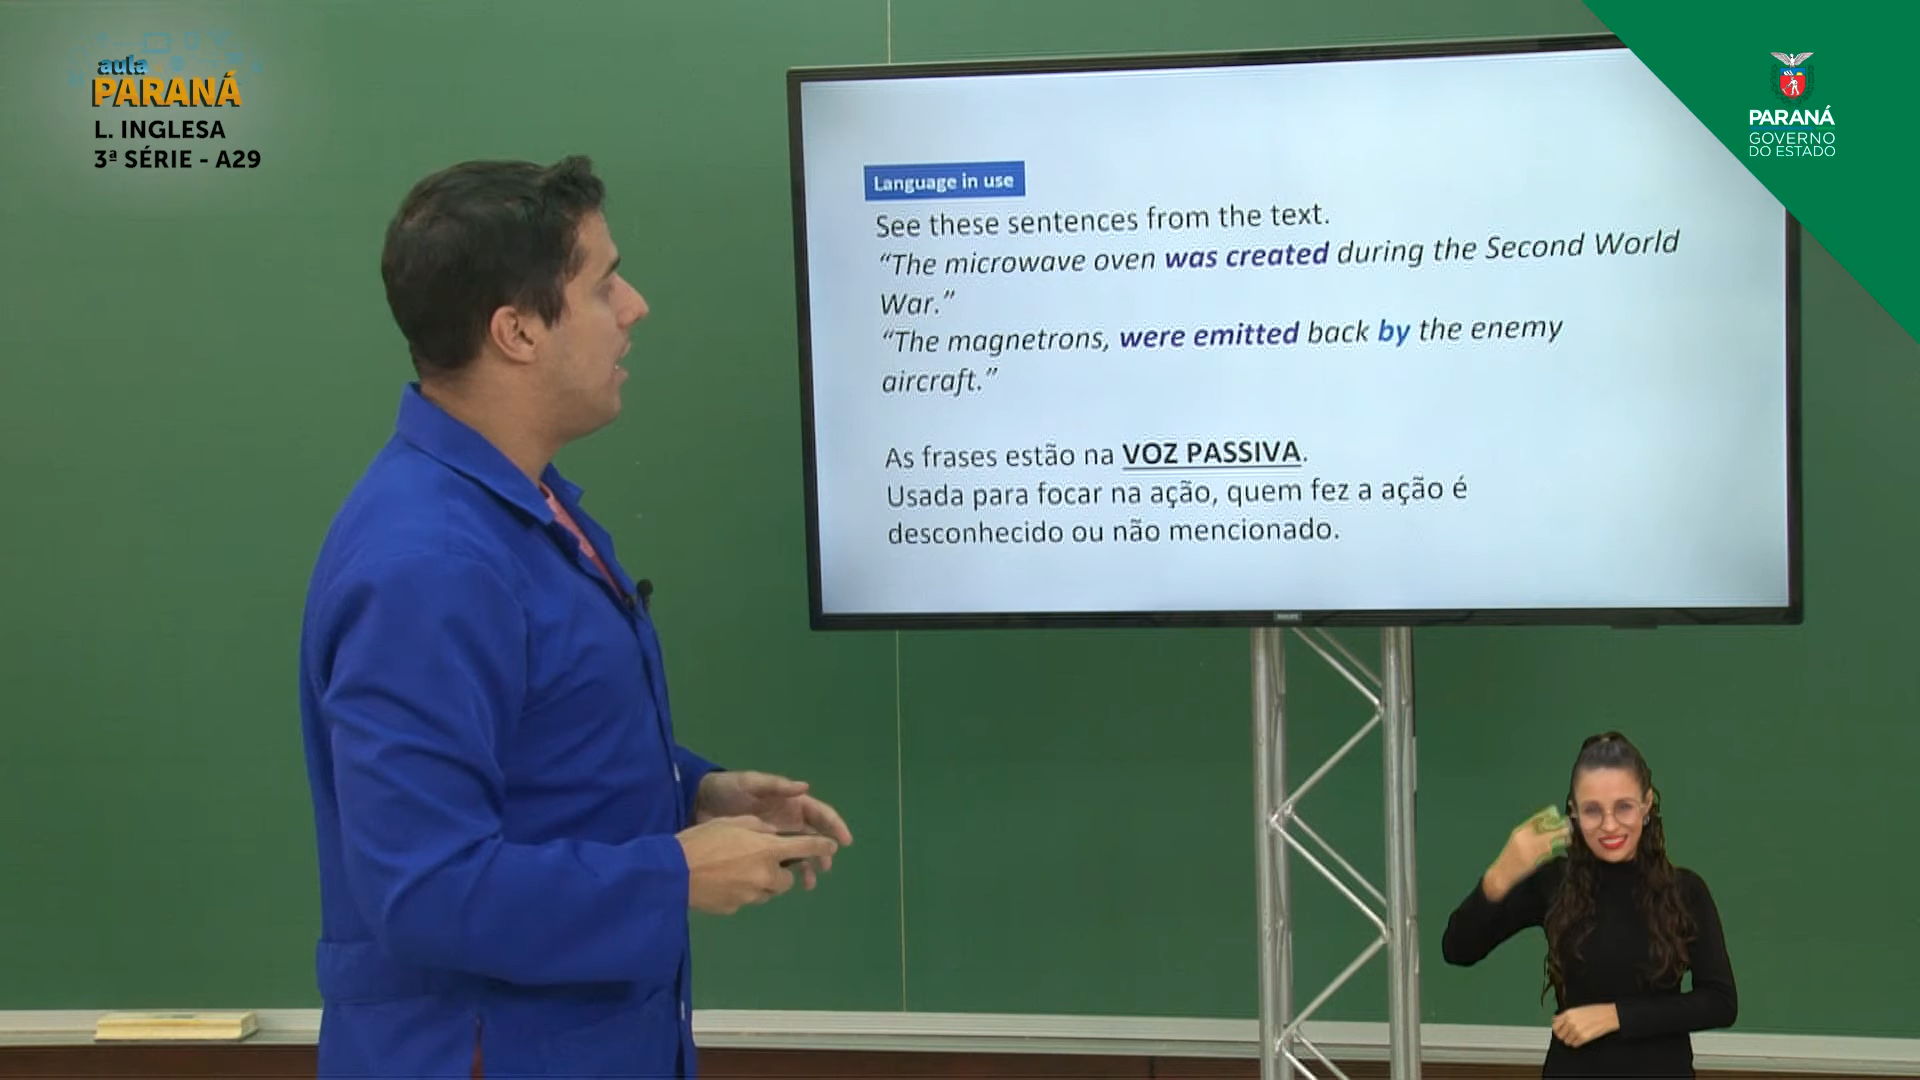 aula
PARANÁ
L. INGLESA
3ª SÉRIE - A29
PARANÁ
GOVERNO
DO ESTADO
Language in use
See these sentences from the text.
“The microwave oven was created during the Second World
War.”
“The magnetrons, were emitted back by the enemy
aircraft.”
As frases estão na VOZ PASSIVA.
Usada para focar na ação, quem fez a ação é
desconhecido ou não mencionado.